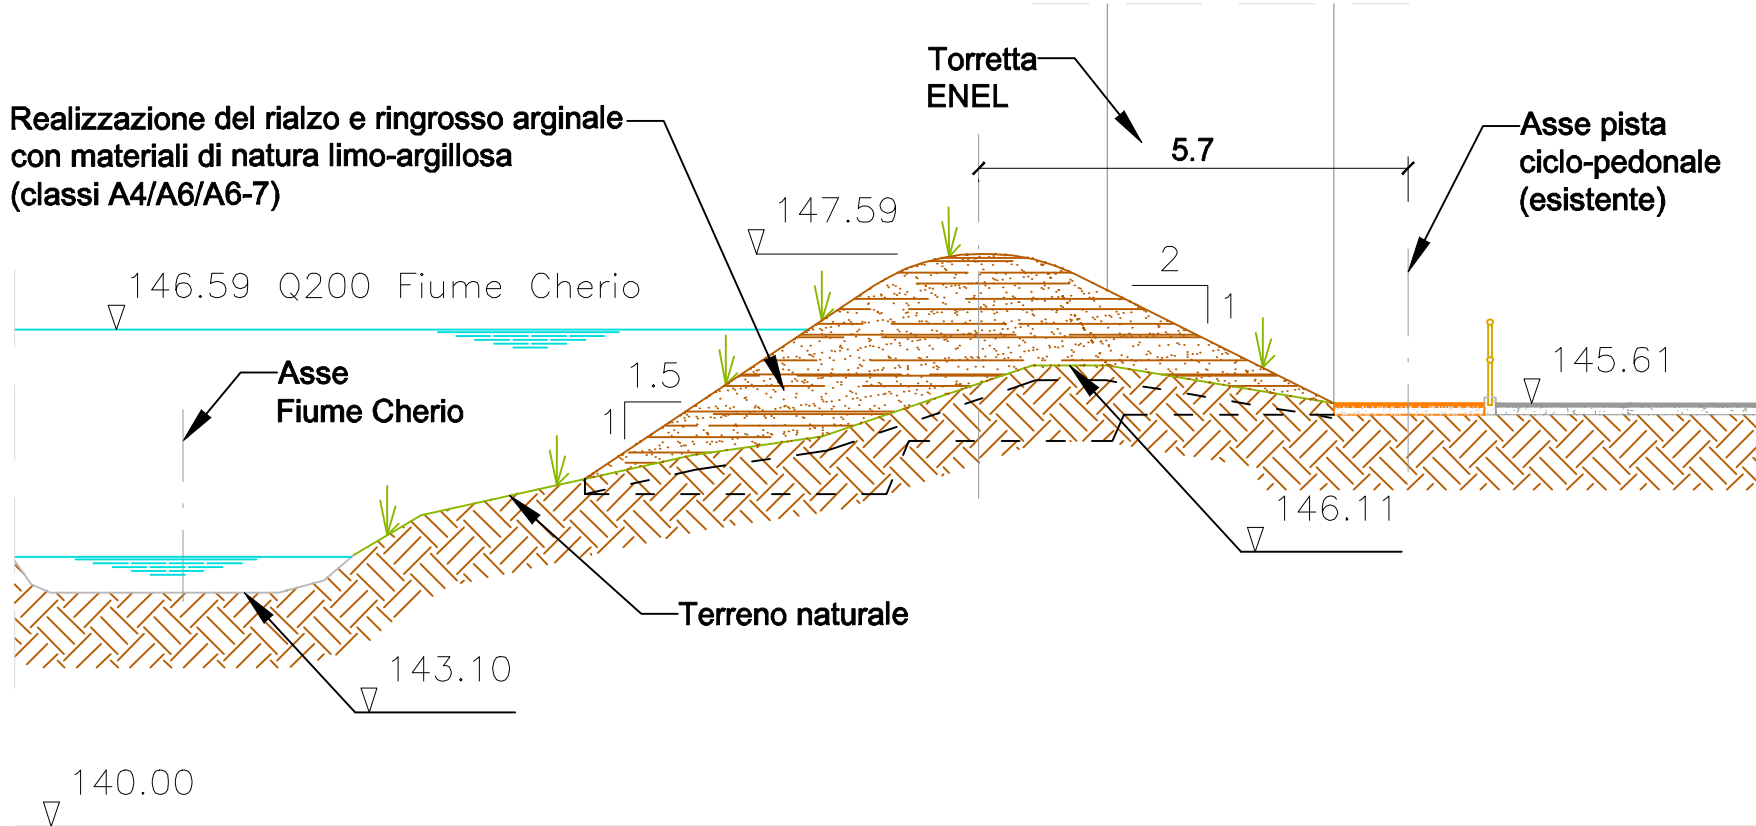 Torretta
ENEL
Realizzazione del rialzo e ringrosso arginale
con materiali di natura limo-argillosa
(classi A4/A6/A6-7)
5.7
Asse pista
ciclo-pedonale
(esistente)
147.59
146.59 Q200 Fiume Cherio
2
1
145.61
Asse
Fiume Cherio
1.5
1
146.11
Terreno naturale
143.10
140.00